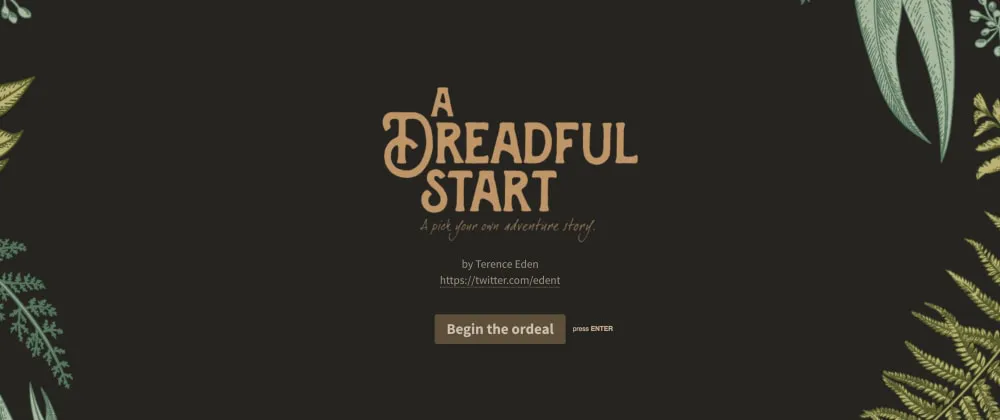 A
DREADFUL
START
A pick your own adventure story.
by Terence Eden
https://twitter.com/edent
Begin the ordeal press ENTER